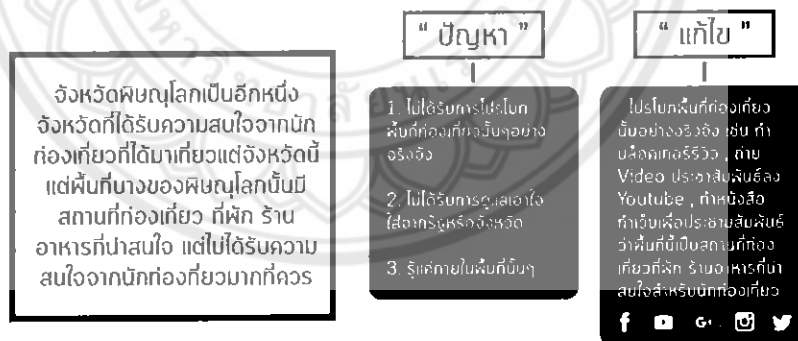 จังหวัดพิษณุโลกเป็นอีกหนึ่ง
จังหวัดที่ได้รับความสนใจจากนัก
ท่องเที่ยวที่ได้มาเที่ยวแต่จังหวัดนี้
แต่พื้นที่บางของพิษณุโลกนั้นมี
สถานที่ท่องเที่ยว ที่พัก ร้าน
อาหารที่น่าสนใจ แต่ไม่ได้รับความ
สนใจจากนักท่องที่ยวมากที่ควร
“ ปัญหา ”
1. ไม่ได้รับการโปรโมท
พื้นที่ท่องเที่ยวนั้นๆอย่าง
จริงจัง
2. ไม่ได้รับการดูแลเอาใจ
ใส่จากรัฐหรือจังหวัด
3. รู้แค่ภายในพื้นที่นั้นๆ
“ แก้ไข ”
โปรโมทพื้นที่ท่องเที่ยว
นั้นอย่างจริงจัง เช่น ทำ
บล็อคเกอร์รีวิว , ถ่าย
Video ประชาสัมพันธ์ลง
Youtube , ทำหนังสือ
ทำเว็บเพื่อประชาสัมพันธ์
ว่าพื้นที่นี้เป็นสถานที่ท่อง
เที่ยวที่พัก ร้านอาหารที่น่า
สนใจสำหรับนักท่องเที่ยว